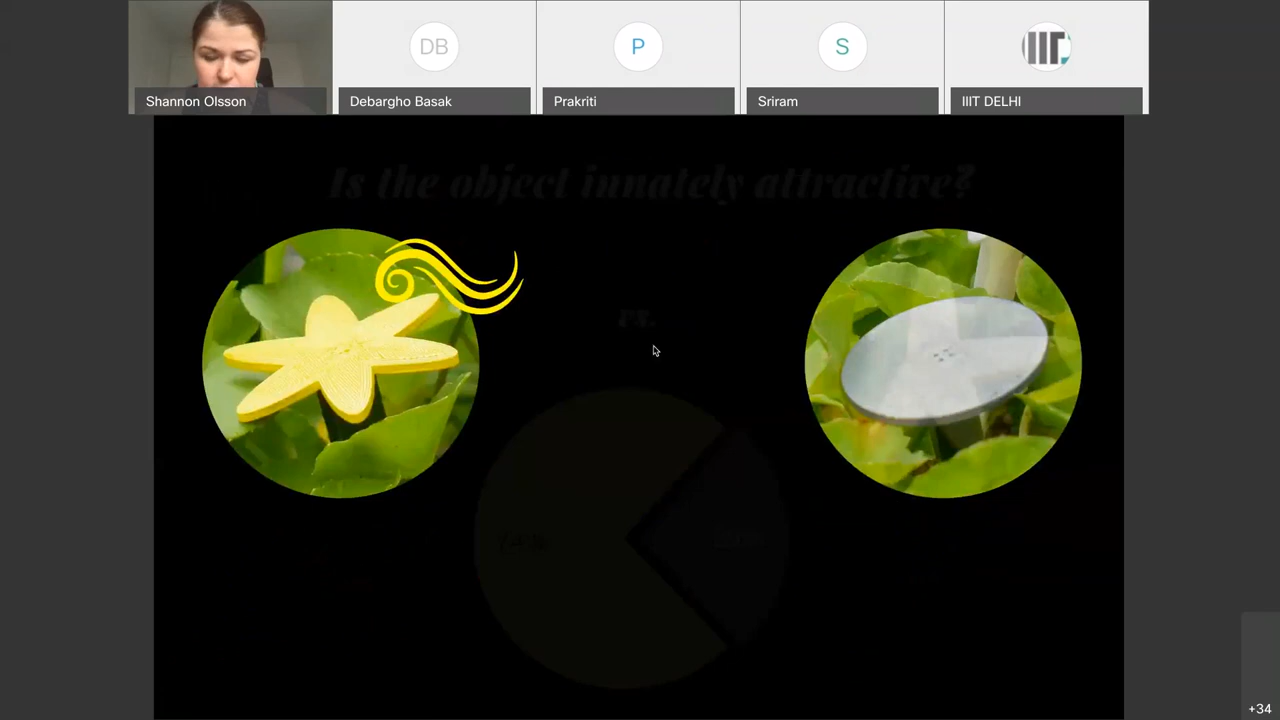 DB
P
S
Shannon Olsson
Debargho Basak
Prakriti
Sriram
IIIT DELHI
Is the object innately attractive?
vs.
+34